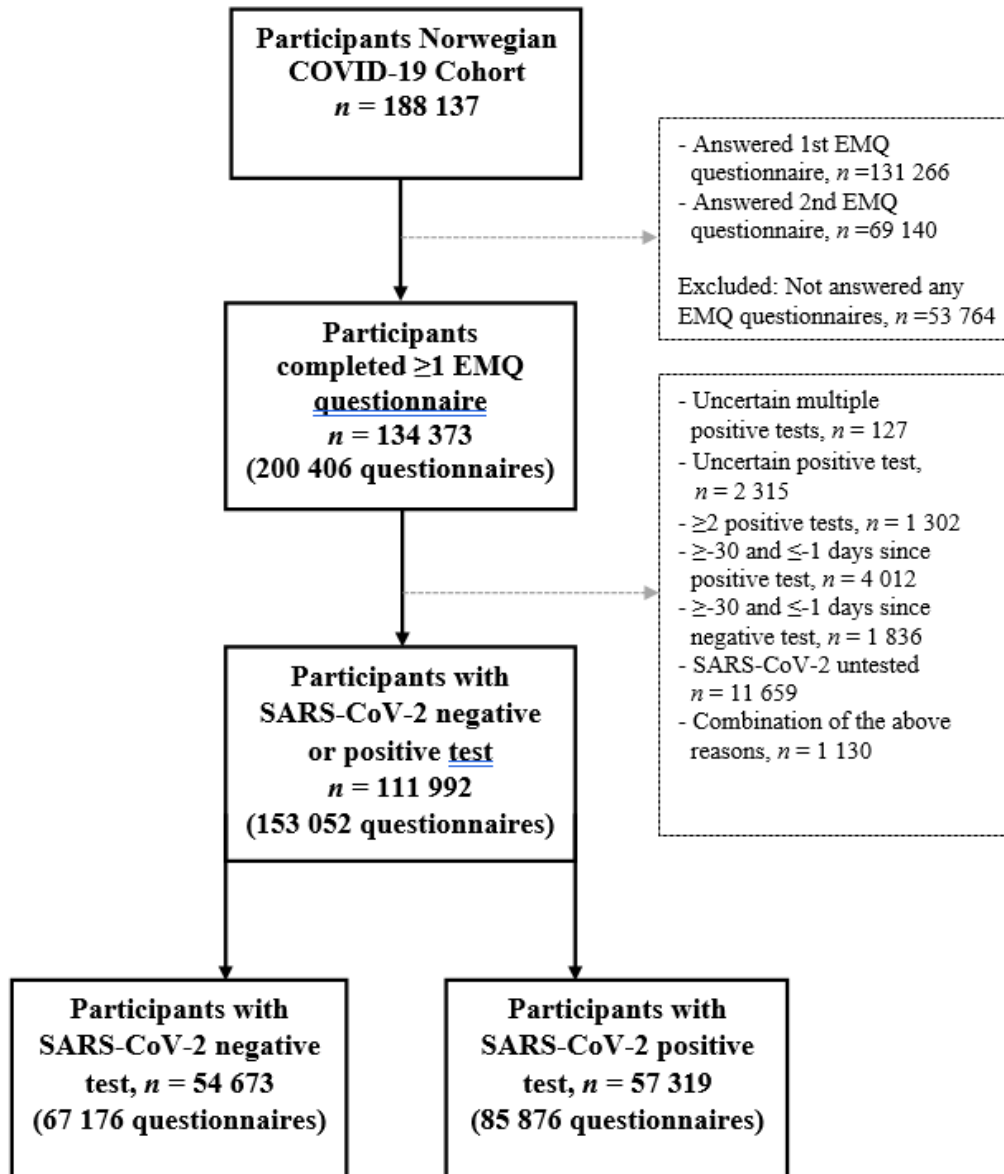 Participants Norwegian
COVID-19 Cohort
n = 188 137
- Answered 1st EMQ
questionnaire, n =131 266
- Answered 2nd EMQ
questionnaire, n =69 140
Excluded: Not answered any
EMQ questionnaires, n =53 764
Participants
completed ≥1 EMQ
questionnaire
n = 134 373
(200 406 questionnaires)
- Uncertain multiple
positive tests, n = 127
- Uncertain positive test,
n = 2 315
- ≥2 positive tests, n = 1 302
- ≥-30 and ≤-1 days since
positive test, n = 4 012
- ≥-30 and ≤-1 days since
negative test, n = 1 836
- SARS-CoV-2 untested
n = 11 659
- Combination of the above
reasons, n = 1 130
Participants with
SARS-CoV-2 negative
or positive test
n = 111 992
(153 052 questionnaires)
Participants with
SARS-CoV-2 negative
test, n = 54 673
(67 176 questionnaires)
Participants with
SARS-CoV-2 positive
test, n = 57 319
(85 876 questionnaires)